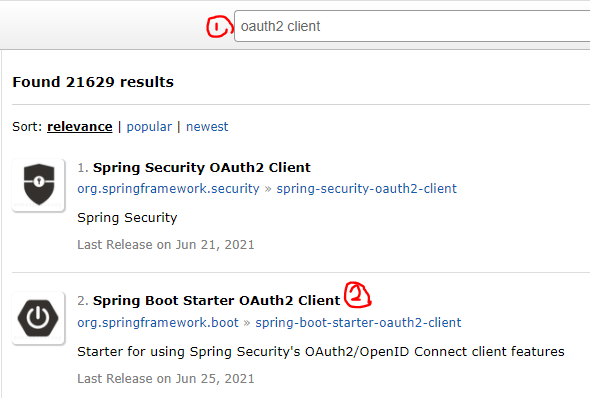 1. oauth2 client
Found 21629 results
Sort: relevance | popular | newest
1. Spring Security OAuth2 Client
org.springframework.security » spring-security-oauth2-client
Spring Security
Last Release on Jun 21, 2021
2. Spring Boot Starter OAuth2 Client 2
org.springframework.boot » spring-boot-starter-oauth2-client
Starter for using Spring Security's OAuth2/OpenID Connect client features
Last Release on Jun 25, 2021